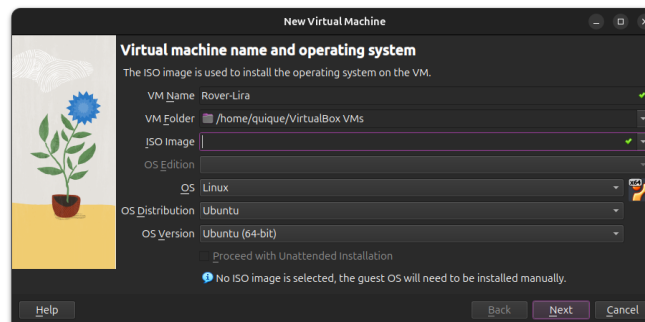 New Virtual Machine
Virtual machine name and operating system
The ISO image is used to install the operating system on the VM.
VM Name Rover-Lira
VM Folder /home/quique/VirtualBox VMs
ISO Image
OS Edition
OS Linux
x64
OS Distribution Ubuntu
OS Version Ubuntu (64-bit)
Proceed with Unattended Installation
No ISO image is selected, the guest OS will need to be installed manually.
Help Back Next Cancel